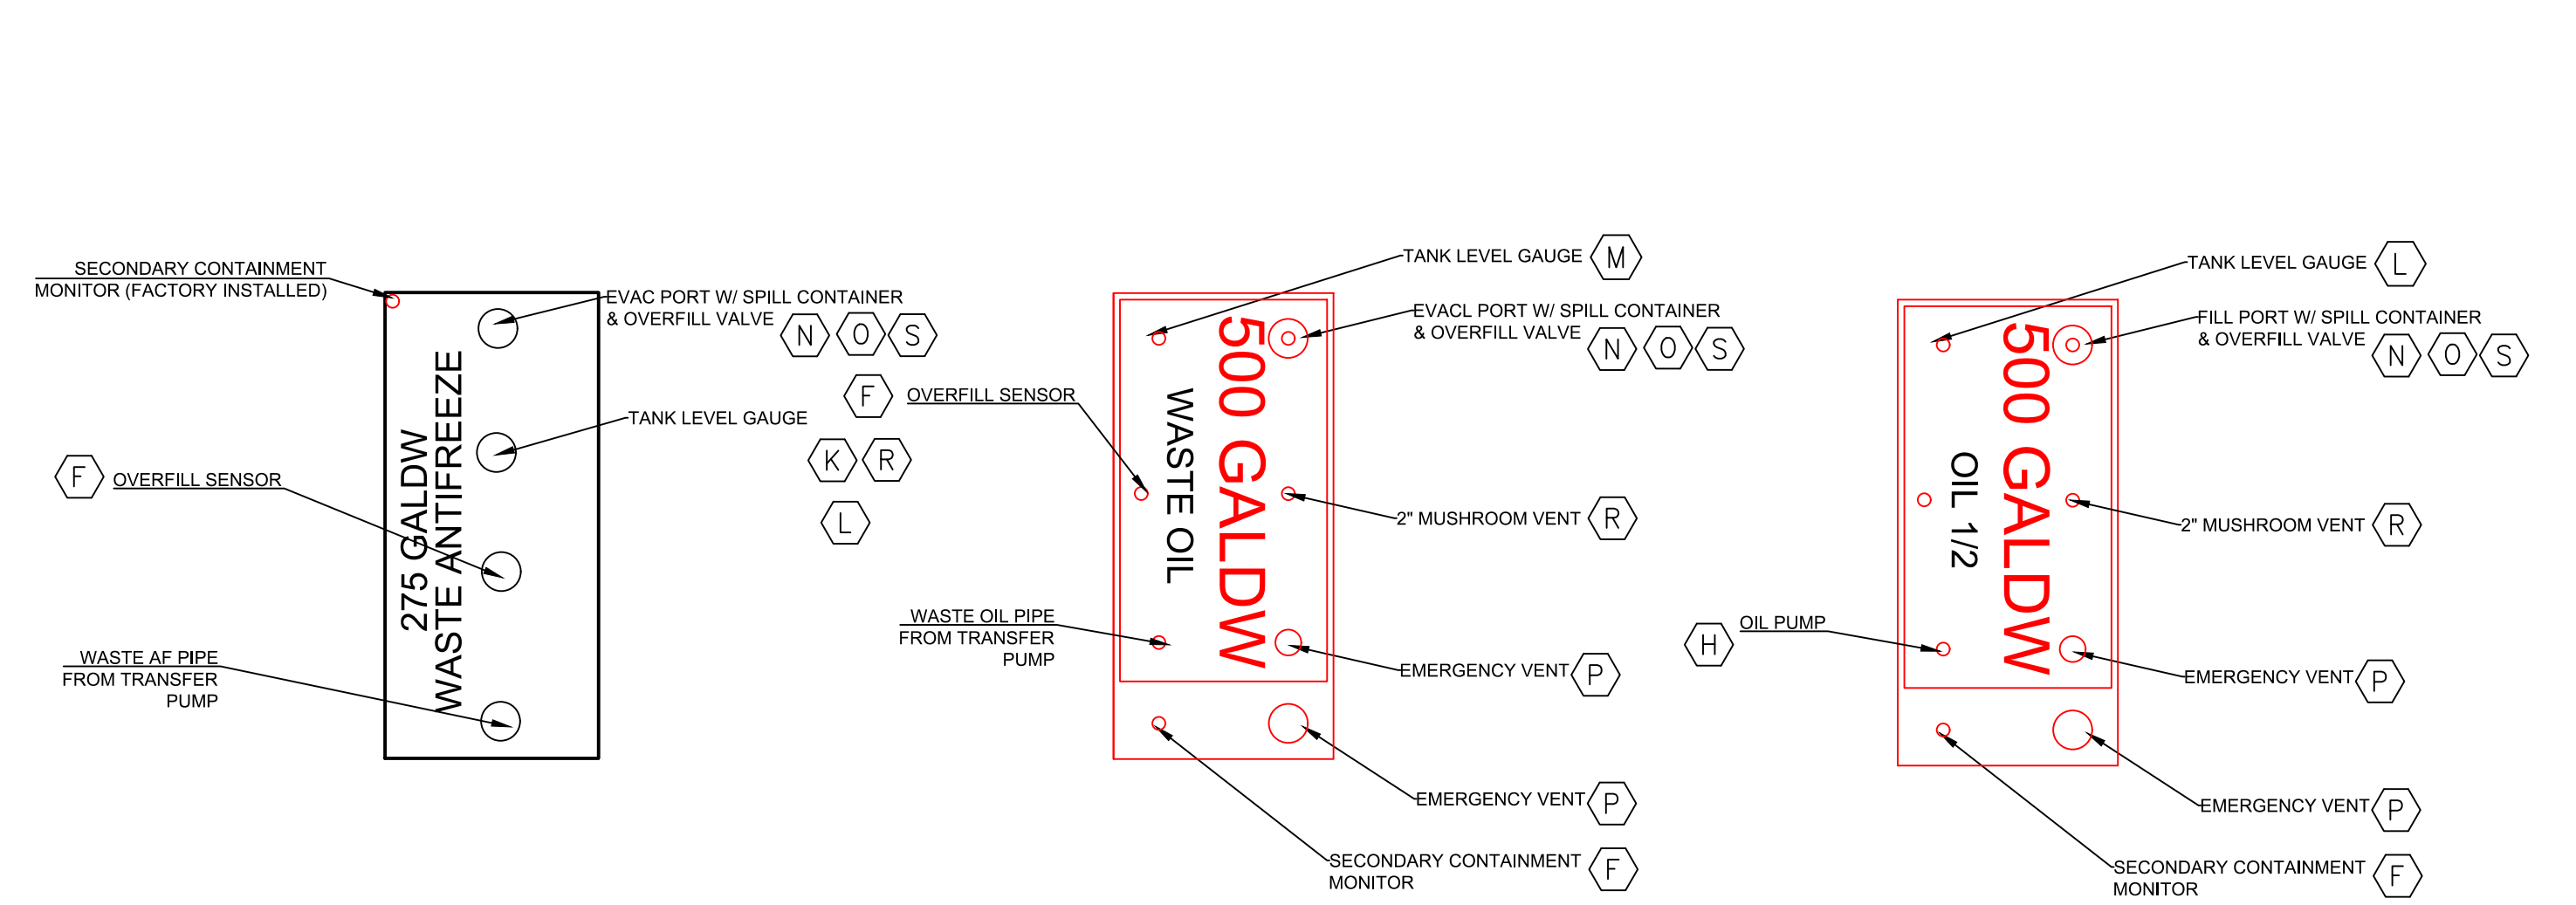 SECONDARY CONTAINMENT
MONITOR (FACTORY INSTALLED)
EVAC PORT W/ SPILL CONTAINER
& OVERFILL VALVE N O S
TANK LEVEL GAUGE
K R
L
F OVERFILL SENSOR
WASTE AF PIPE
FROM TRANSFER
PUMP
275 GALDW
WASTE ANTIFREEZE
TANK LEVEL GAUGE M
EVACL PORT W/ SPILL CONTAINER
& OVERFILL VALVE N O S
F OVERFILL SENSOR
2" MUSHROOM VENT R
WASTE OIL PIPE
FROM TRANSFER
PUMP
EMERGENCY VENT P
EMERGENCY VENT P
SECONDARY CONTAINMENT F
MONITOR
500 GALDW
WASTE OIL
TANK LEVEL GAUGE L
FILL PORT W/ SPILL CONTAINER
& OVERFILL VALVE N O S
2" MUSHROOM VENT R
H OIL PUMP
EMERGENCY VENT P
EMERGENCY VENT P
SECONDARY CONTAINMENT F
MONITOR
500 GALDW
OIL 1/2